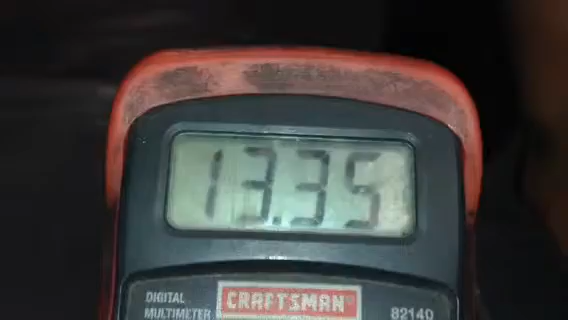 13.35
DIGITAL
MULTIMETER
CRAFTSMAN®
82140